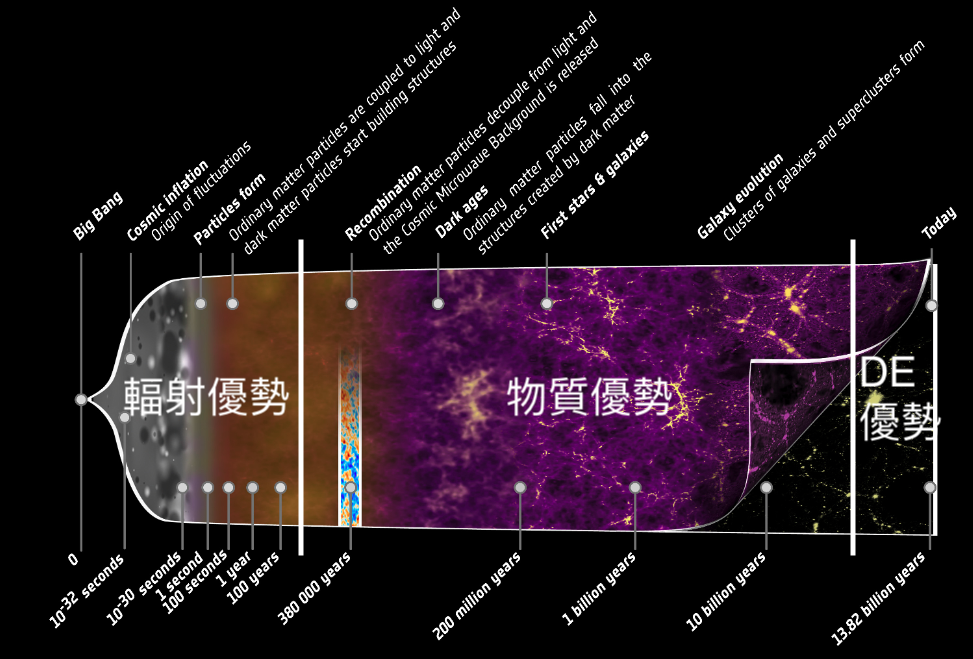 Big Bang
Cosmic inflation
Origin of fluctuations
Particles form
Ordinary matter particles are coupled to light and
dark matter particles start building structures
Recombination
Ordinary matter particles decouple from light and
the Cosmic Microwave Background is released
Dark ages
Ordinary matter particles fall into the
structures created by dark matter
First stars & galaxies
Galaxy evolution
Clusters of galaxies and superclusters form
Today
輻射優勢
物質優勢
DE
優勢
0
10-32 seconds
10-30 seconds
1 second
100 seconds
1 year
100 years
380 000 years
200 million years
1 billion years
10 billion years
13.82 billion years